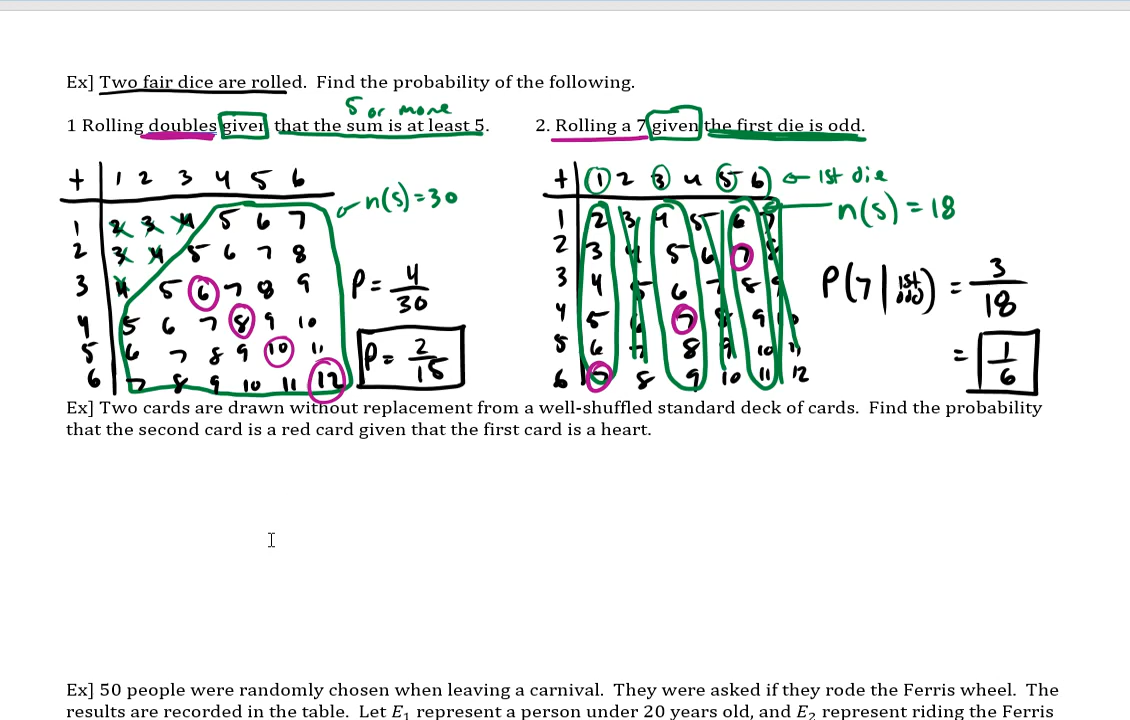 Ex] Two fair dice are rolled. Find the probability of the following.
5 or more
1 Rolling doubles given that the sum is at least 5.
+ 1 2 3 4 5 6
1 2 3 4 5 6 7
2 3 4 5 6 7 8
3 4 5 6 7 8 9
4 5 6 7 8 9 10
5 6 7 8 9 10 11
6 7 8 9 10 11 12
n(s)=30
P = 4/30
P = 2/15
2. Rolling a 7 given the first die is odd.
+ 1 2 3 4 5 6 ← 1st die
1 2 3 4 5 6 7
2 3 4 5 6 7 8
3 4 5 6 7 8 9
4 5 6 7 8 9 10
5 6 7 8 9 10 11
6 7 8 9 10 11 12
n(s) = 18
P(7 | 1st odd) = 3/18
= 1/6
Ex] Two cards are drawn without replacement from a well-shuffled standard deck of cards. Find the probability
that the second card is a red card given that the first card is a heart.
Ex] 50 people were randomly chosen when leaving a carnival. They were asked if they rode the Ferris wheel. The
results are recorded in the table. Let E₁ represent a person under 20 years old, and E₂ represent riding the Ferris